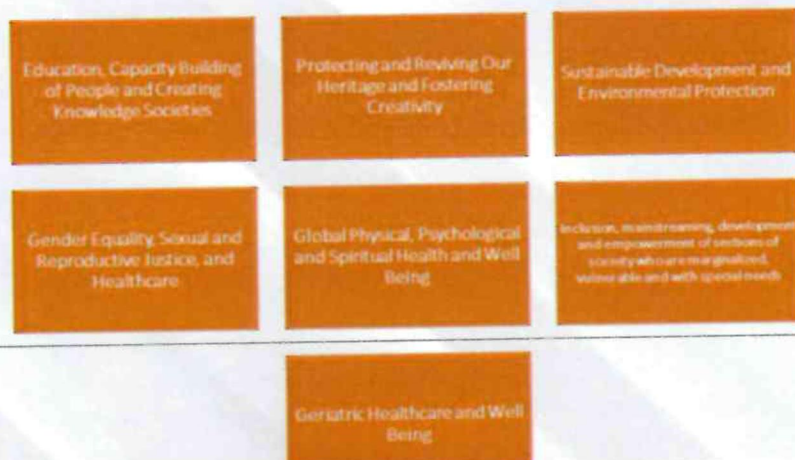 Education, Capacity Building
of People and Creating
Knowledge Societies
Protecting and Reviving Our
Heritage and Fostering
Creativity
Sustainable Development and
Environmental Protection
Gender Equality, Sexual and
Reproductive Justice, and
Healthcare
Global Physical, Psychological
and Spiritual Health and Well
Being
Inclusion, mainstreaming, development
and empowerment of sections of
society who are marginalized,
vulnerable and with special needs
Geriatric Healthcare and Well
Being